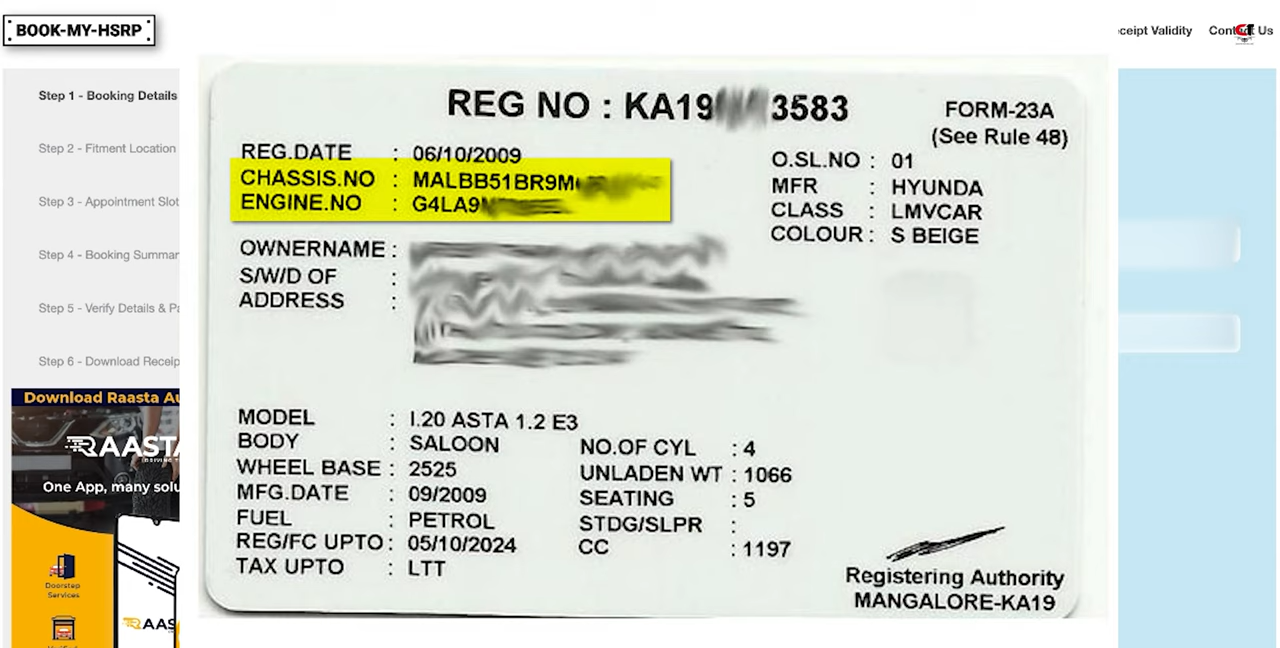 BOOK-MY-HSRP
Receipt Validity Contact Us
Step 1 - Booking Details
Step 2 - Fitment Location
Step 3 - Appointment Slot
Step 4 - Booking Summar
Step 5 - Verify Details & Pa
Step 6 - Download Receip
Download Raasta Au
RAASTA
One App, many solu
Doorstep
Services
RAAS
REG NO : KA19 3583
FORM-23A
(See Rule 48)
REG.DATE : 06/10/2009
CHASSIS.NO : MALBB51BR9M
ENGINE.NO : G4LA9
O.SL.NO : 01
MFR : HYUNDA
CLASS : LMVCAR
COLOUR : S BEIGE
OWNERNAME :
S/W/D OF :
ADDRESS :
MODEL : I.20 ASTA 1.2 E3
BODY : SALOON
WHEEL BASE : 2525
MFG.DATE : 09/2009
FUEL : PETROL
REG/FC UPTO : 05/10/2024
TAX UPTO : LTT
NO.OF CYL : 4
UNLADEN WT : 1066
SEATING : 5
STDG/SLPR :
CC : 1197
Registering Authority
MANGALORE-KA19